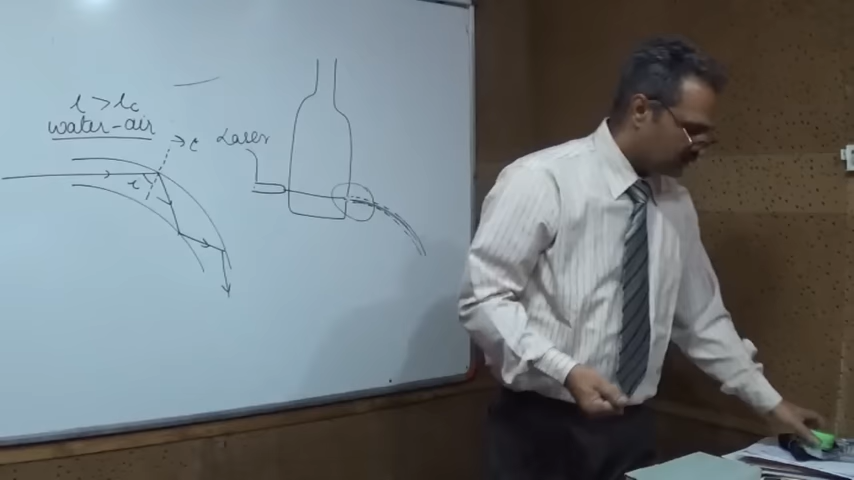 i > ic
water-air
Laser
i